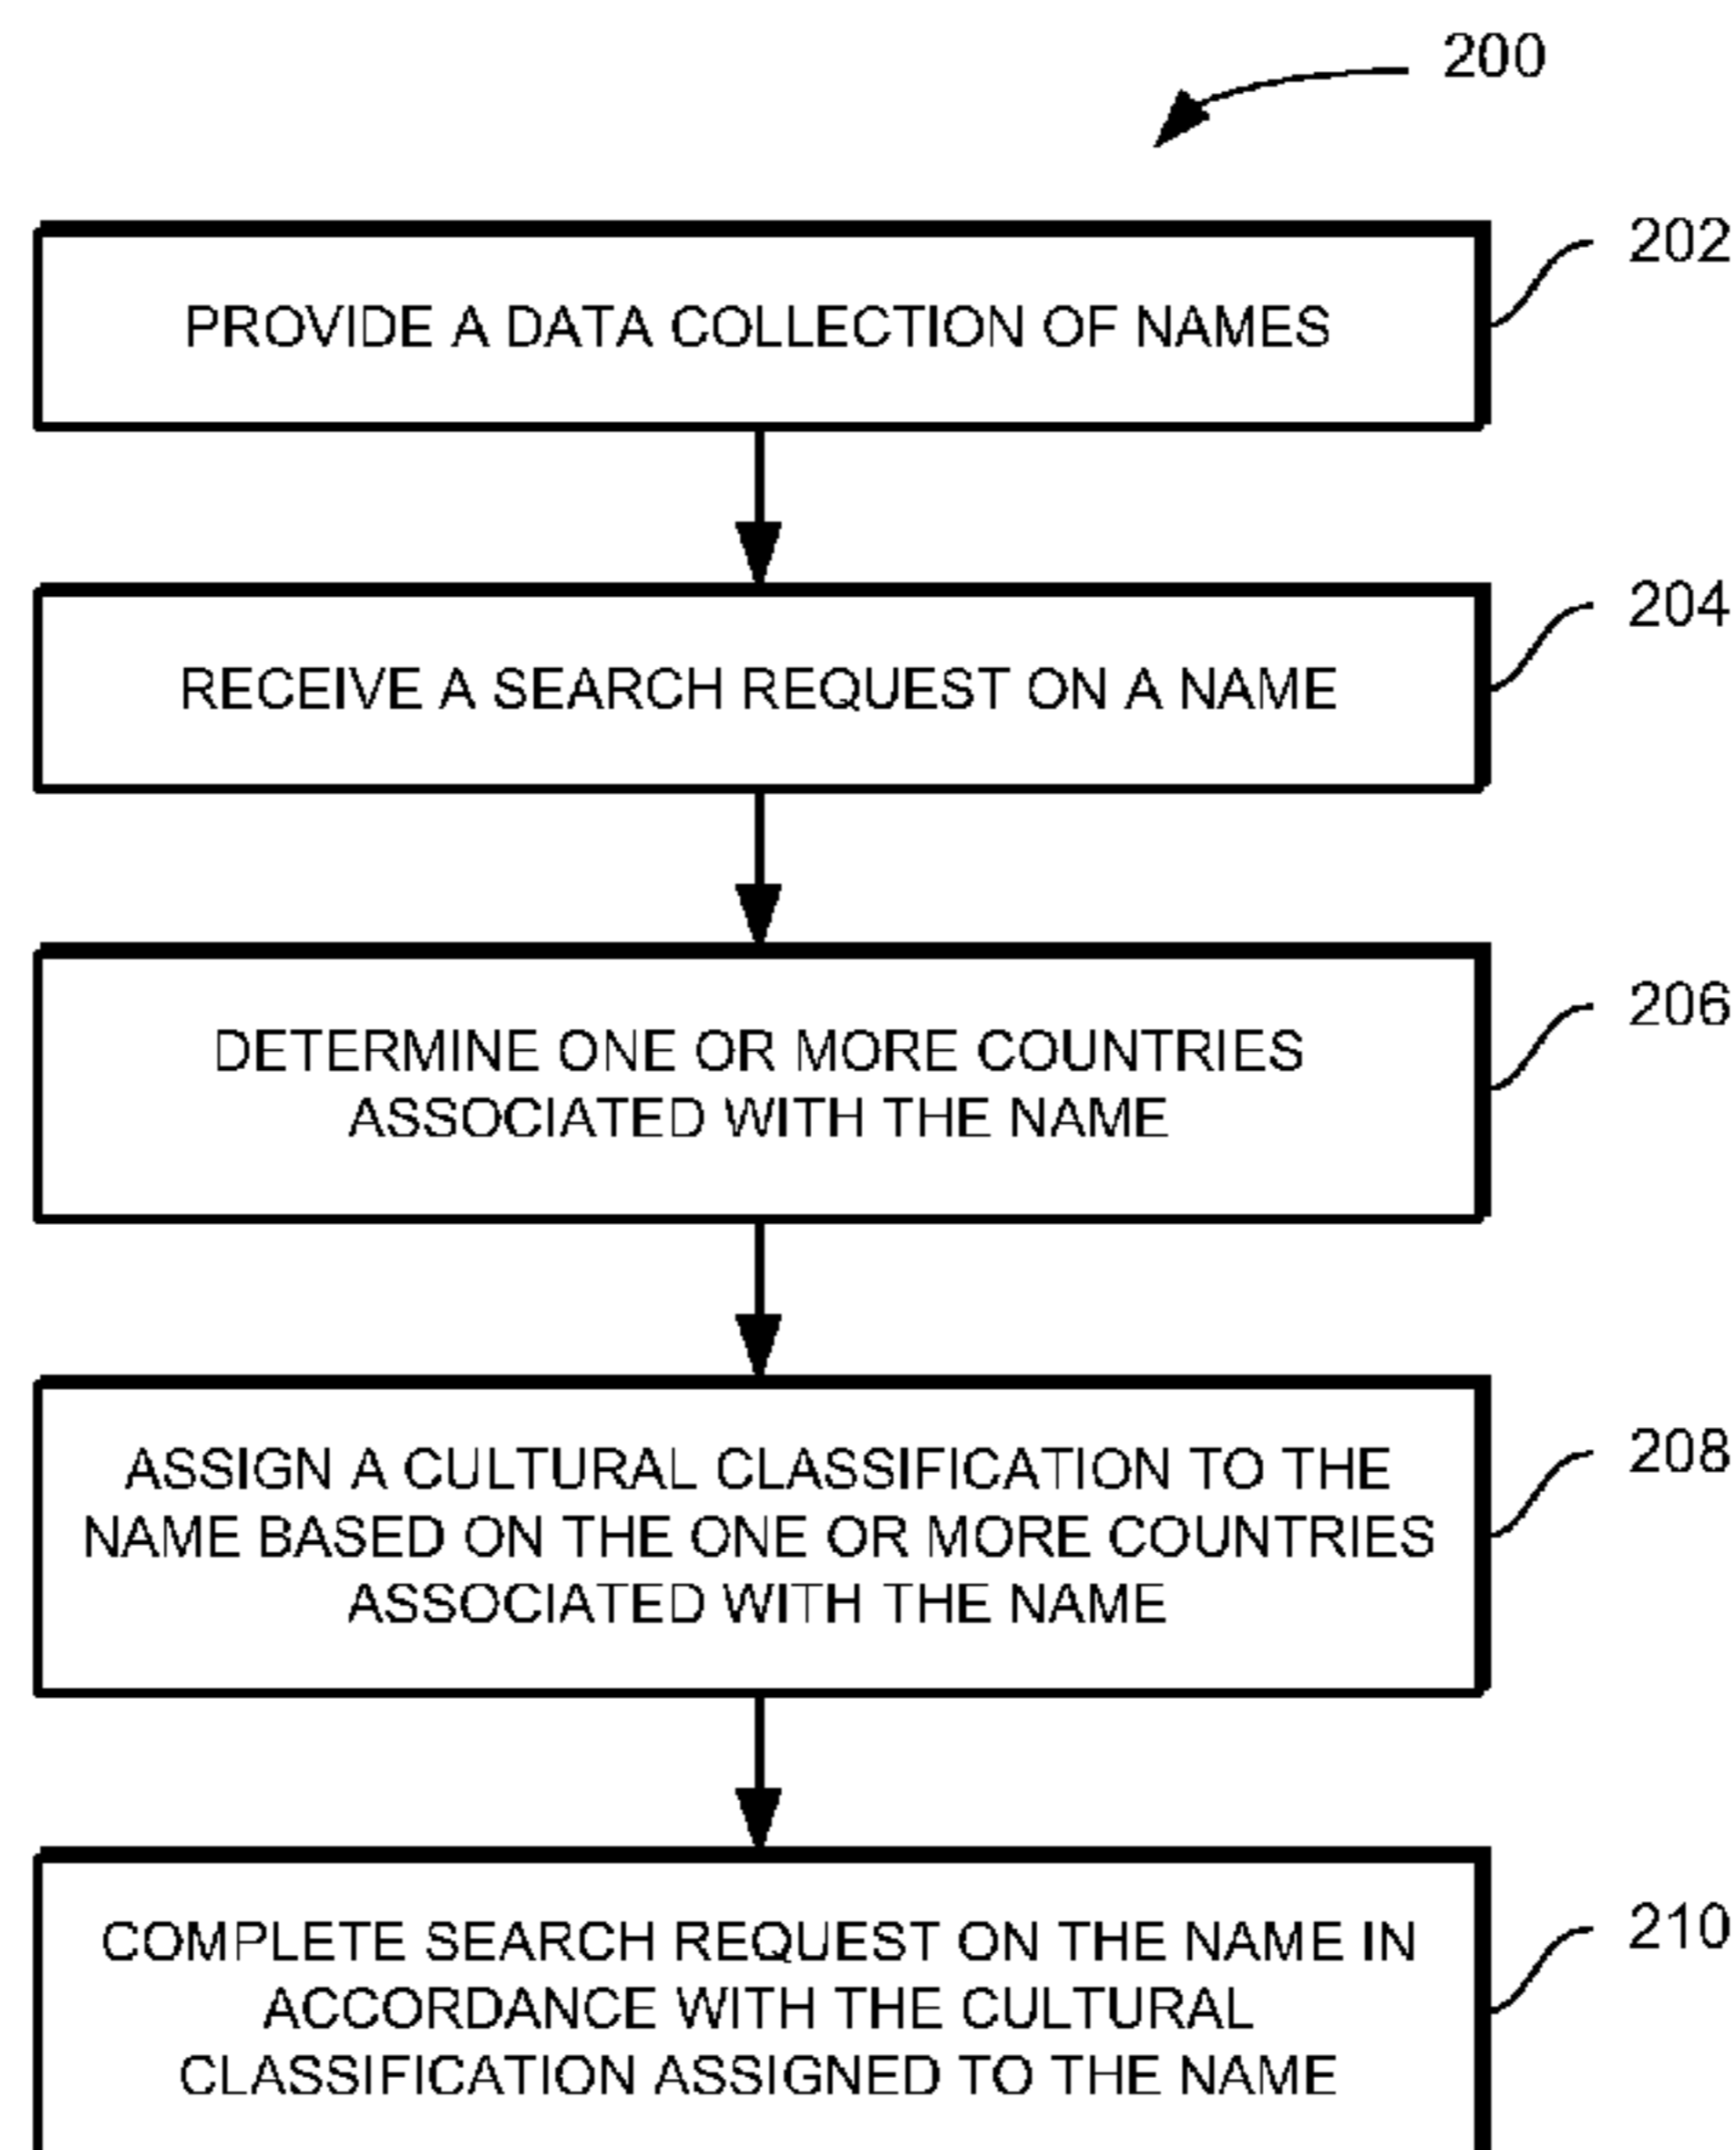 200
202
PROVIDE A DATA COLLECTION OF NAMES
204
RECEIVE A SEARCH REQUEST ON A NAME
206
DETERMINE ONE OR MORE COUNTRIES
ASSOCIATED WITH THE NAME
208
ASSIGN A CULTURAL CLASSIFICATION TO THE
NAME BASED ON THE ONE OR MORE COUNTRIES
ASSOCIATED WITH THE NAME
210
COMPLETE SEARCH REQUEST ON THE NAME IN
ACCORDANCE WITH THE CULTURAL
CLASSIFICATION ASSIGNED TO THE NAME